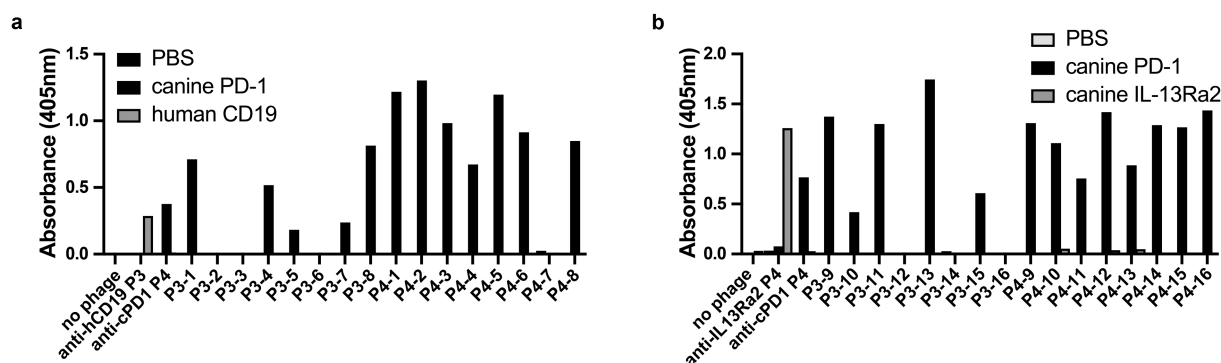 a
Absorbance (405nm)
1.5
1.0
0.5
0.0
PBS
canine PD-1
human CD19
no phage
anti-hCD19 P3
anti-cPD1 P4
P3-1
P3-2
P3-3
P3-4
P3-5
P3-6
P3-7
P3-8
P4-1
P4-2
P4-3
P4-4
P4-5
P4-6
P4-7
P4-8
b
Absorbance (405nm)
2.0
1.5
1.0
0.5
0.0
PBS
canine PD-1
canine IL-13Ra2
no phage
anti-IL13Ra2 P4
anti-cPD1 P4
P3-9
P3-10
P3-11
P3-12
P3-13
P3-14
P3-15
P3-16
P4-9
P4-10
P4-11
P4-12
P4-13
P4-14
P4-15
P4-16